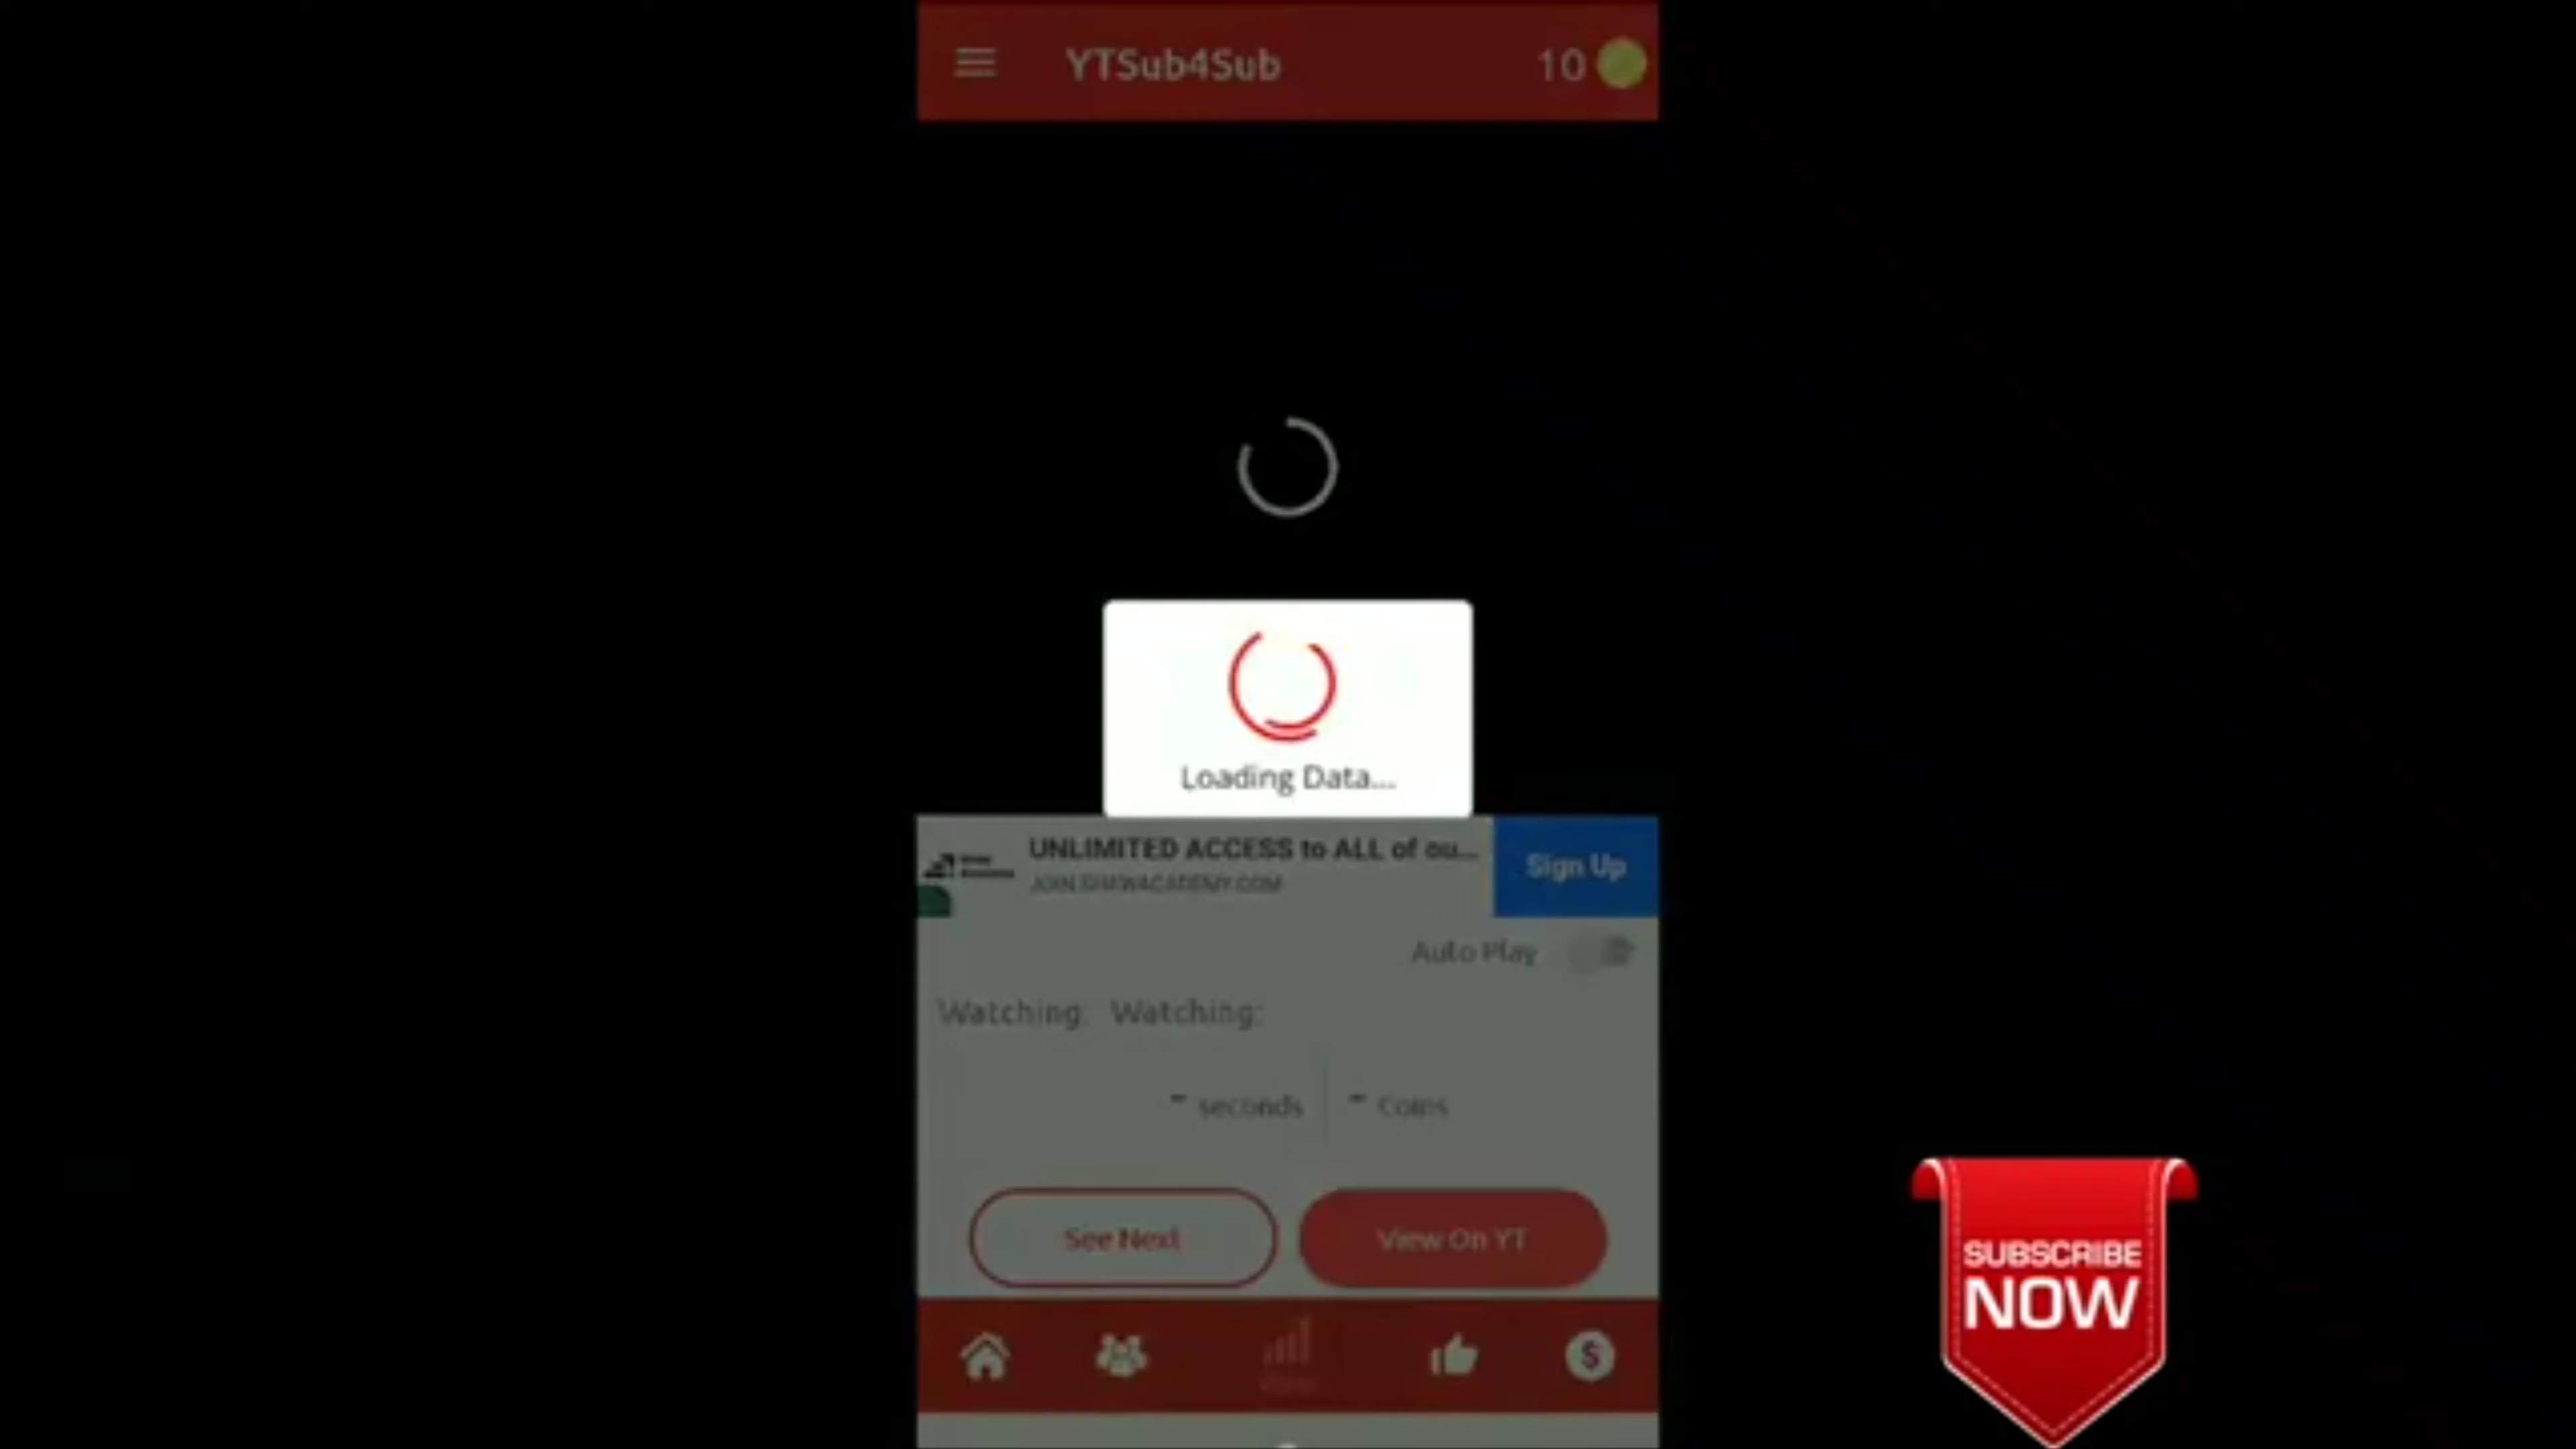 YTSub4Sub
10
Loading Data...
UNLIMITED ACCESS to ALL of ou...
Sign Up
Auto Play
Watching: Watching:
- seconds
- Coins
See Next
View On YT
SUBSCRIBE
NOW